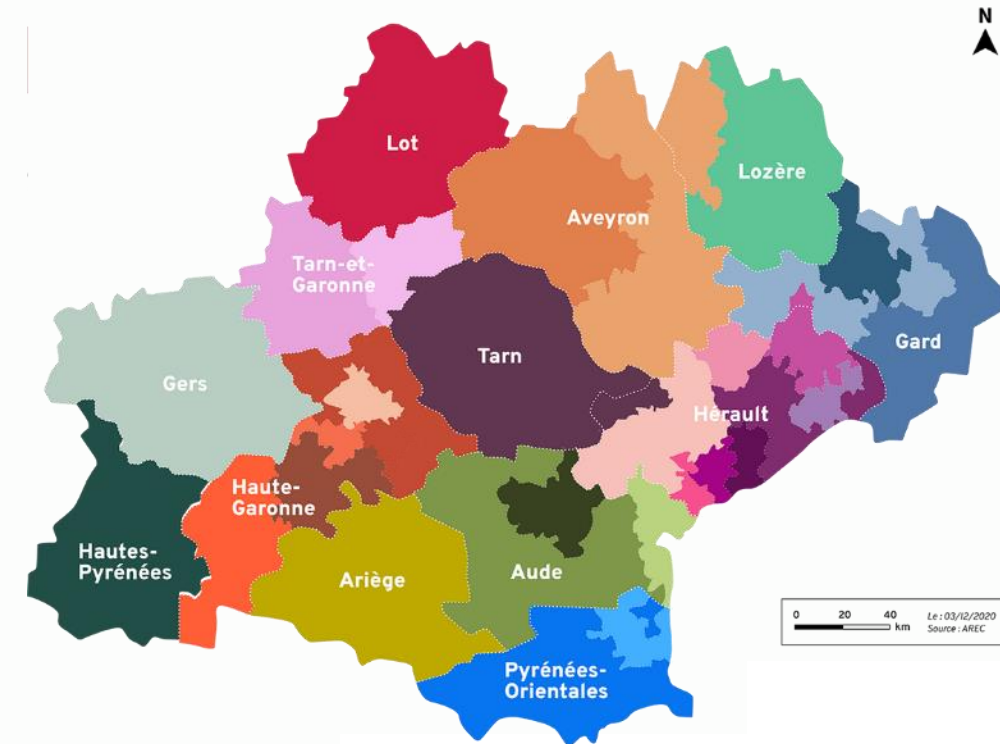 N
Lot
Lozère
Aveyron
Tarn-et-
Garonne
Gard
Tarn
Gers
Hérault
Haute-
Garonne
Hautes-
Pyrénées
Ariège
Aude
0 20 40
km
Le : 03/12/2020
Source : AREC
Pyrénées-
Orientales